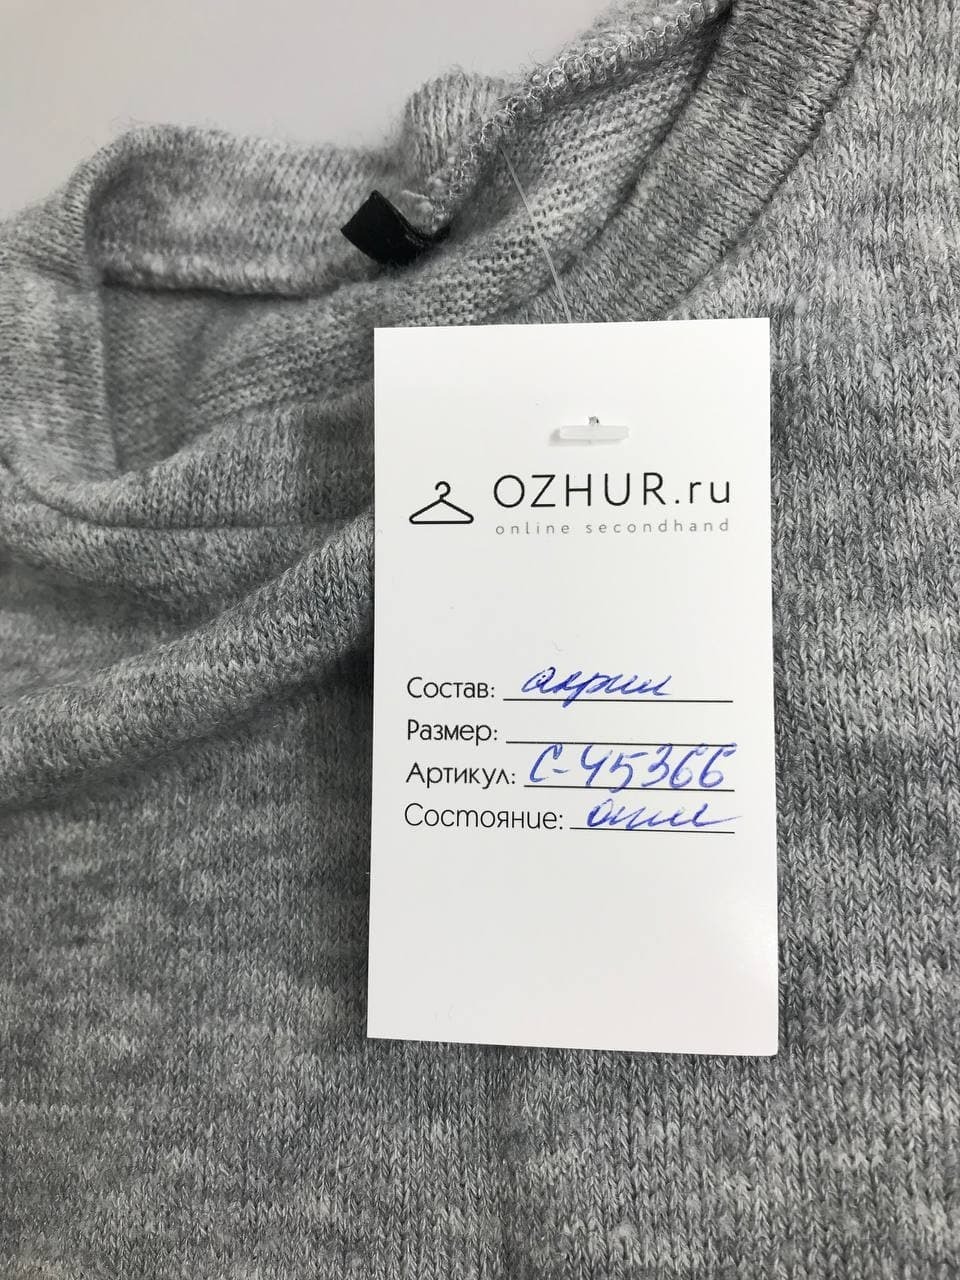 OZHUR.ru
online secondhand
Состав: акрил
Размер:
Артикул: С-45366
Состояние: отл